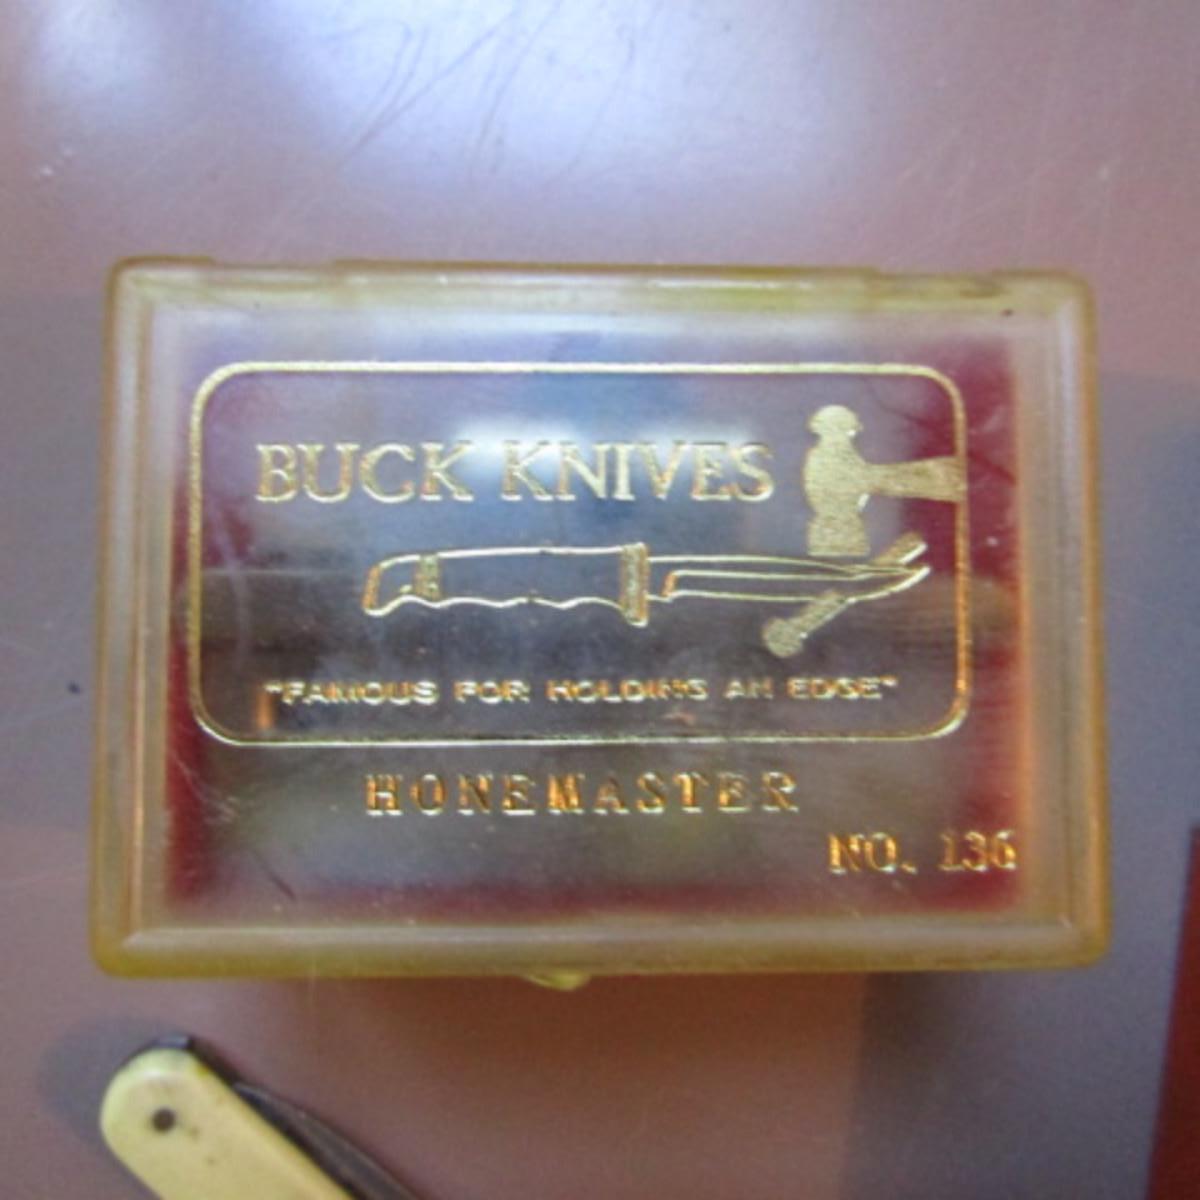 BUCK KNIVES
"FAMOUS FOR HOLDING AN EDGE"
HONEMASTER
NO. 136